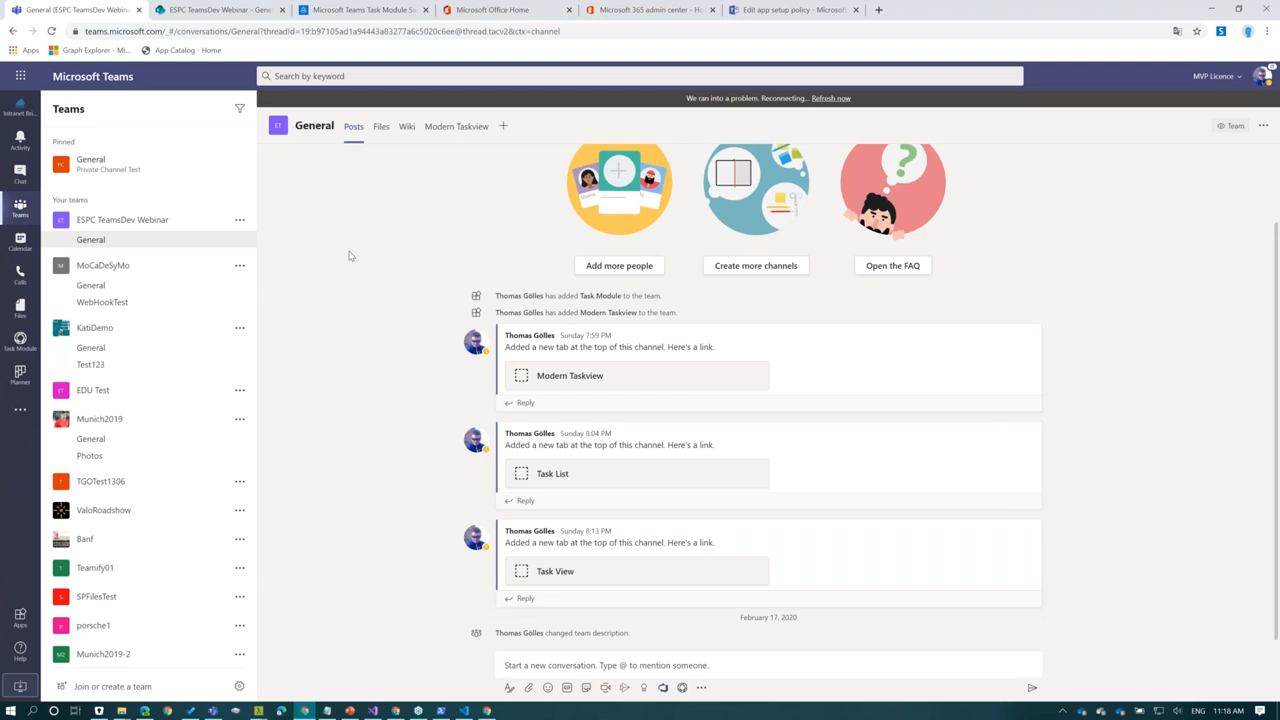 General (ESPC TeamsDev Webinar
ESPC TeamsDev Webinar - Gener
Microsoft Teams Task Module Sa
Microsoft Office Home
Microsoft 365 admin center - Ho
Edit app setup policy - Microsof
teams.microsoft.com/_#/conversations/General?threadId=19:b97105ad1a94443a83277a6c5020c6ee@thread.tacv2&ctx=channel
Apps
Graph Explorer - Mi...
App Catalog - Home
Microsoft Teams
Search by keyword
MVP Licence
We ran into a problem. Reconnecting... Refresh now
Intranet Bri...
Activity
Chat
Teams
Calendar
Calls
Files
Task Module
Planner
Apps
Help
Teams
Pinned
PC
General
Private Channel Test
Your teams
ET
ESPC TeamsDev Webinar
General
M
MoCaDeSyMo
General
WebHookTest
KatiDemo
General
Test123
ET
EDU Test
Munich2019
General
Photos
T
TGOTest1306
ValoRoadshow
Banf
T
Teamify01
S
SPFilesTest
p
porsche1
M2
Munich2019-2
Join or create a team
ET
General
Posts
Files
Wiki
Modern Taskview
Team
Add more people
Create more channels
Open the FAQ
Thomas Gölles has added Task Module to the team.
Thomas Gölles has added Modern Taskview to the team.
Thomas Gölles Sunday 7:59 PM
Added a new tab at the top of this channel. Here's a link.
Modern Taskview
Reply
Thomas Gölles Sunday 8:04 PM
Added a new tab at the top of this channel. Here's a link.
Task List
Reply
Thomas Gölles Sunday 8:13 PM
Added a new tab at the top of this channel. Here's a link.
Task View
Reply
February 17, 2020
Thomas Gölles changed team description.
Start a new conversation. Type @ to mention someone.
GIF
ENG
11:18 AM